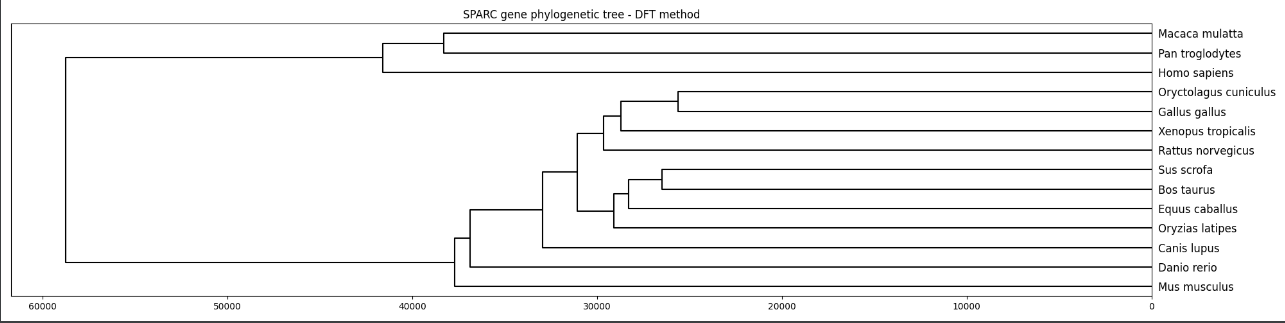 SPARC gene phylogenetic tree - DFT method
Macaca mulatta
Pan troglodytes
Homo sapiens
Oryctolagus cuniculus
Gallus gallus
Xenopus tropicalis
Rattus norvegicus
Sus scrofa
Bos taurus
Equus caballus
Oryzias latipes
Canis lupus
Danio rerio
Mus musculus
60000 50000 40000 30000 20000 10000 0